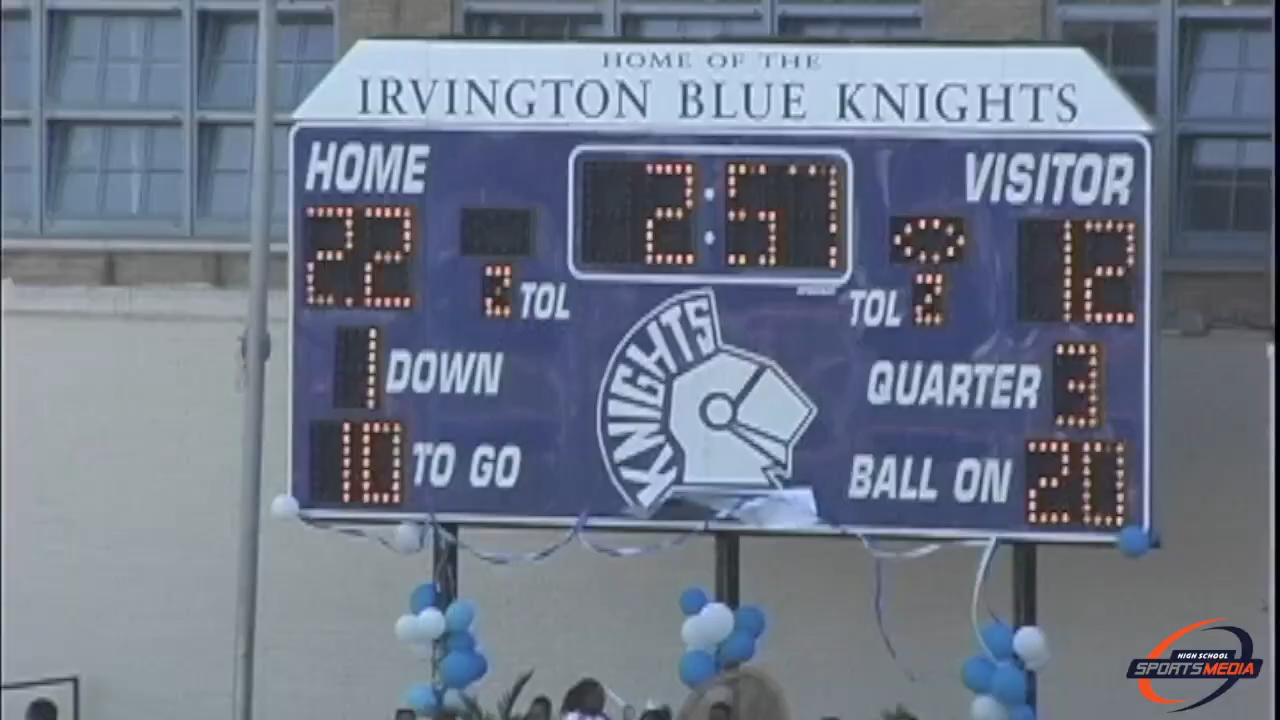 HOME OF THE
IRVINGTON BLUE KNIGHTS
HOME
2:57
VISITOR
22
12
2 TOL
TOL 2
KNIGHTS
1 DOWN
QUARTER 3
10 TO GO
BALL ON 20
HIGH SCHOOL
SPORTSMEDIA